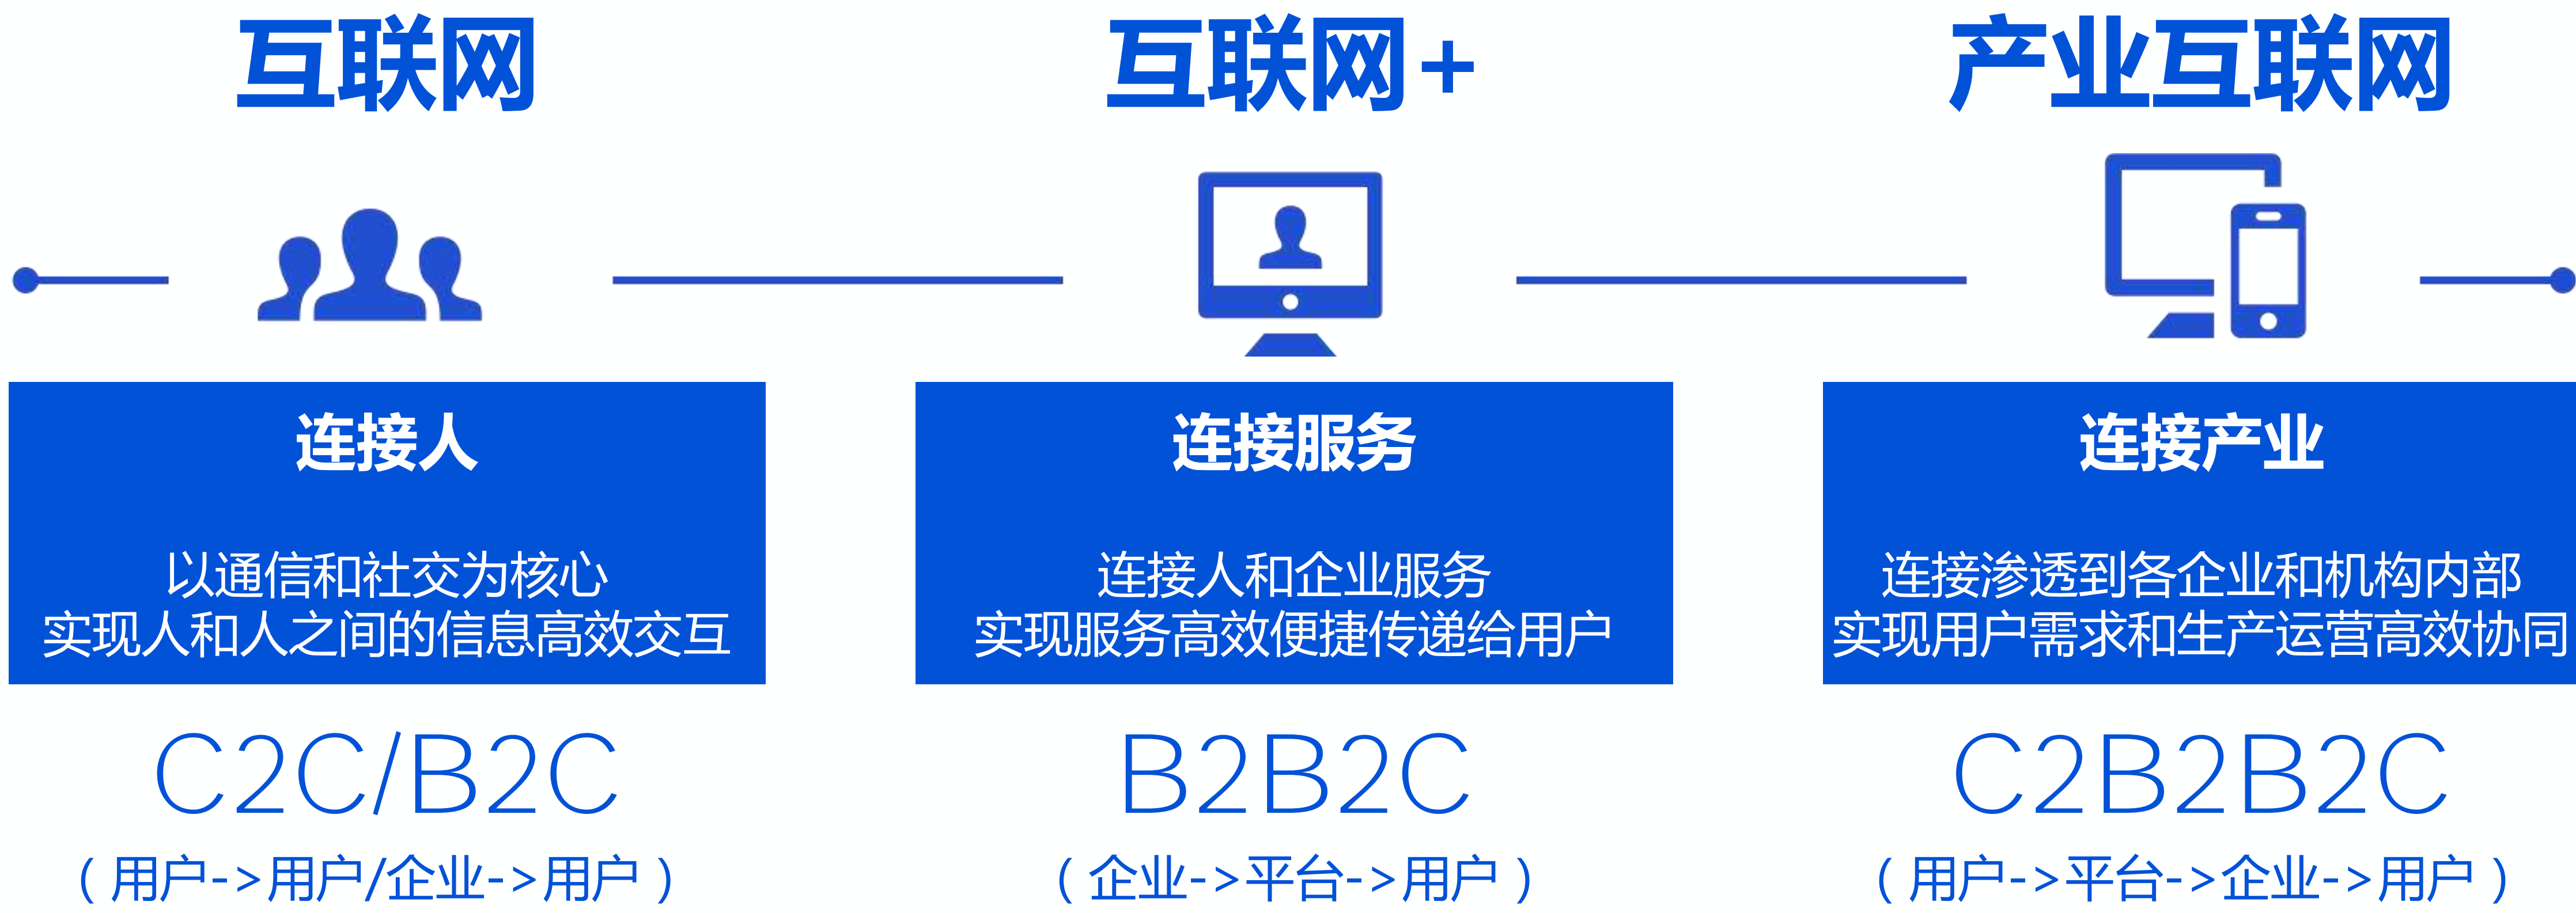 互联网
互联网+
产业互联网
连接人
以通信和社交为核心
实现人和人之间的信息高效交互
连接服务
连接人和企业服务
实现服务高效便捷传递给用户
连接产业
连接渗透到各企业和机构内部
实现用户需求和生产运营高效协同
C2C/B2C
（用户->用户/企业->用户）
B2B2C
（企业->平台->用户）
C2B2B2C
（用户->平台->企业->用户）